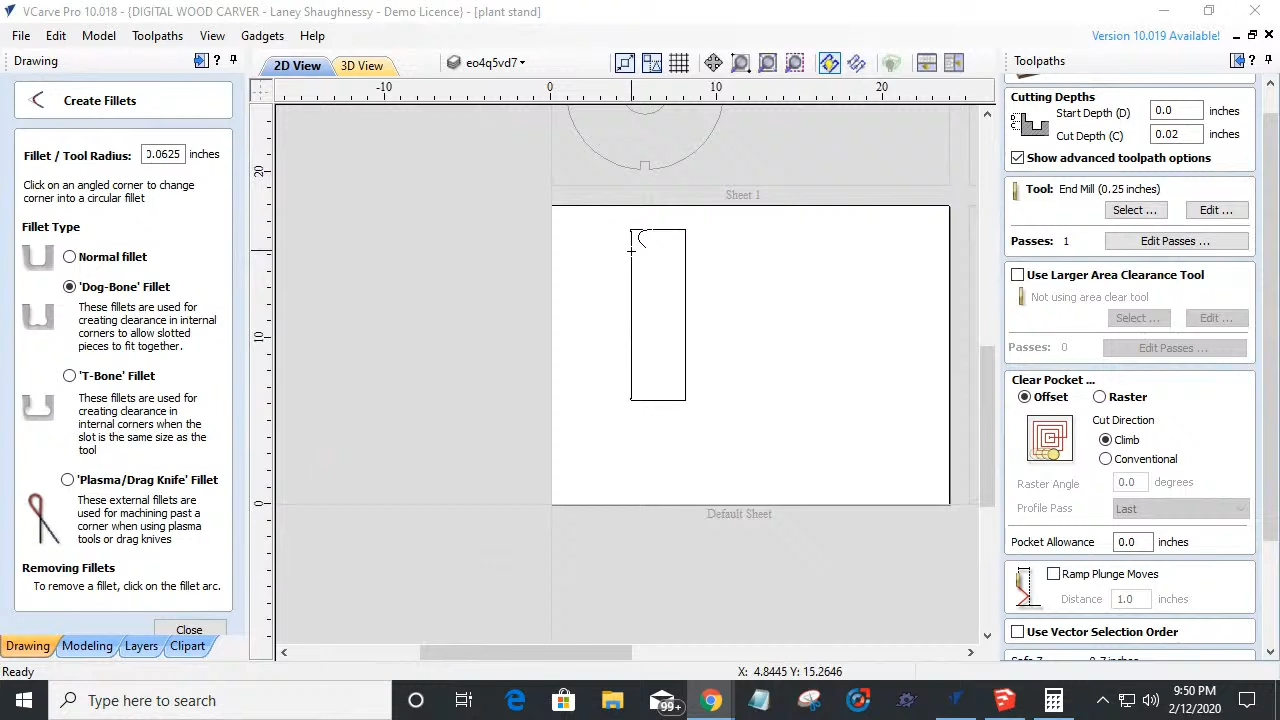 VCarve Pro 10.018 - {DIGITAL WOOD CARVER - Laney Shaughnessy - Demo Licence} - [plant stand]
File Edit Model Toolpaths View Gadgets Help
Version 10.019 Available!
Drawing
Create Fillets
Fillet / Tool Radius: 0.0625 inches
Click on an angled corner to change
corner into a circular fillet
Fillet Type
Normal fillet
'Dog-Bone' Fillet
These fillets are used for
creating clearance in internal
corners to allow slotted
pieces to fit together.
'T-Bone' Fillet
These fillets are used for
creating clearance in
internal corners when the
slot is the same size as the
tool
'Plasma/Drag Knife' Fillet
These external fillets are
used for machining past a
corner when using plasma
tools or drag knives
Removing Fillets
To remove a fillet, click on the fillet arc.
Close
Drawing Modeling Layers Clipart
Ready
2D View 3D View eo4q5vd7
-10 0 10 20
20
10
0
Sheet 1
Default Sheet
X: 4.8445 Y: 15.2646
Toolpaths
Cutting Depths
Start Depth (D) 0.0 inches
Cut Depth (C) 0.02 inches
Show advanced toolpath options
Tool: End Mill (0.25 inches)
Select ... Edit ...
Passes: 1 Edit Passes ...
Use Larger Area Clearance Tool
Not using area clear tool
Select ... Edit ...
Passes: 0 Edit Passes ...
Clear Pocket ...
Offset Raster
Cut Direction
Climb
Conventional
Raster Angle 0.0 degrees
Profile Pass Last
Pocket Allowance 0.0 inches
Ramp Plunge Moves
Distance 1.0 inches
Use Vector Selection Order
Type here to search
99+
9:50 PM
2/12/2020